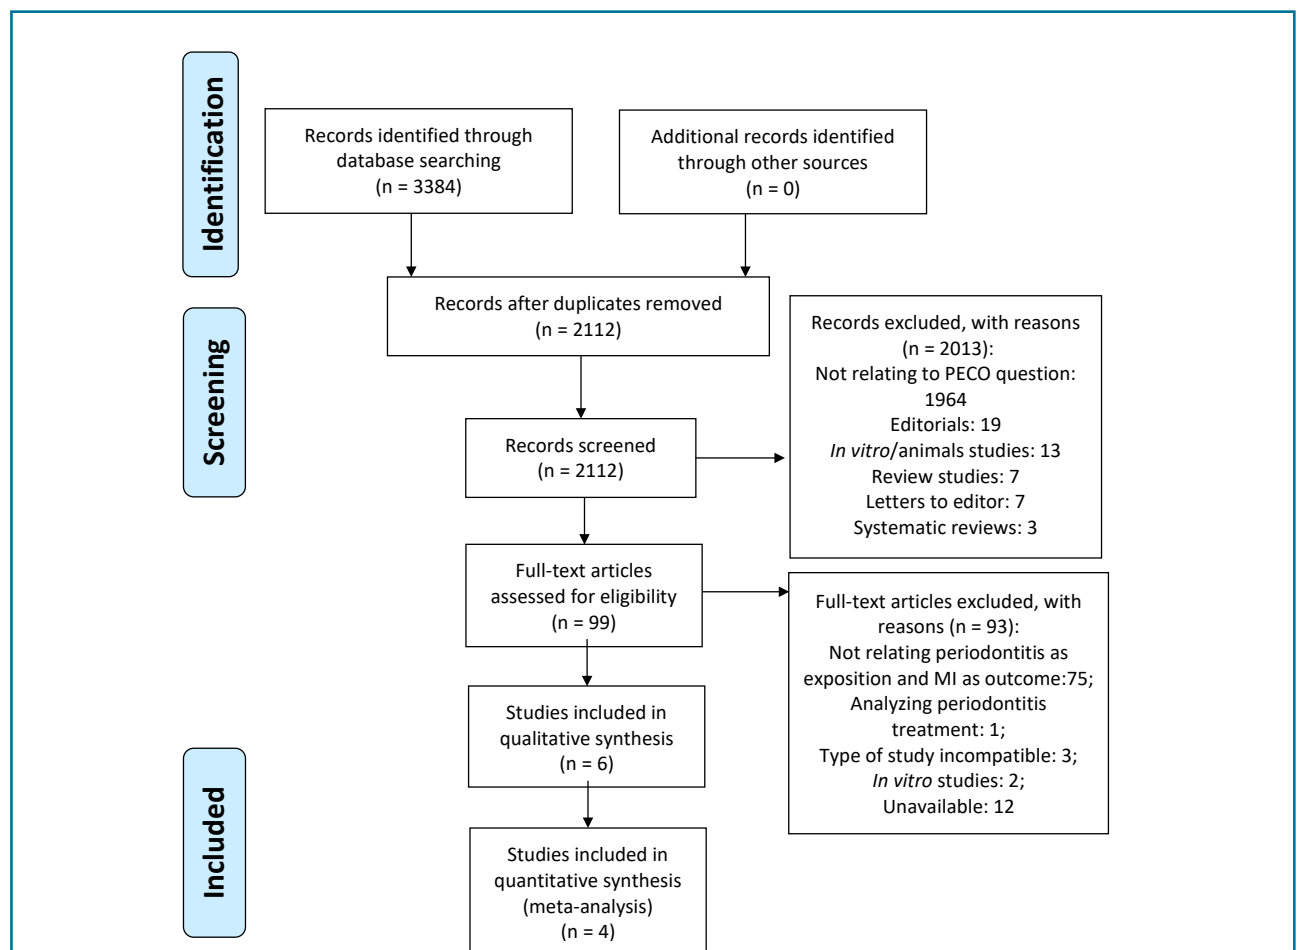 Identification
Records identified through
database searching
(n = 3384)
Additional records identified
through other sources
(n = 0)
Records after duplicates removed
(n = 2112)
Screening
Records screened
(n = 2112)
Records excluded, with reasons
(n = 2013):
Not relating to PECO question:
1964
Editorials: 19
In vitro/animals studies: 13
Review studies: 7
Letters to editor: 7
Systematic reviews: 3
Full-text articles
assessed for eligibility
(n = 99)
Full-text articles excluded, with
reasons (n = 93):
Not relating periodontitis as
exposition and MI as outcome:75;
Analyzing periodontitis
treatment: 1;
Type of study incompatible: 3;
In vitro studies: 2;
Unavailable: 12
Studies included in
qualitative synthesis
(n = 6)
Included
Studies included in
quantitative synthesis
(meta-analysis)
(n = 4)